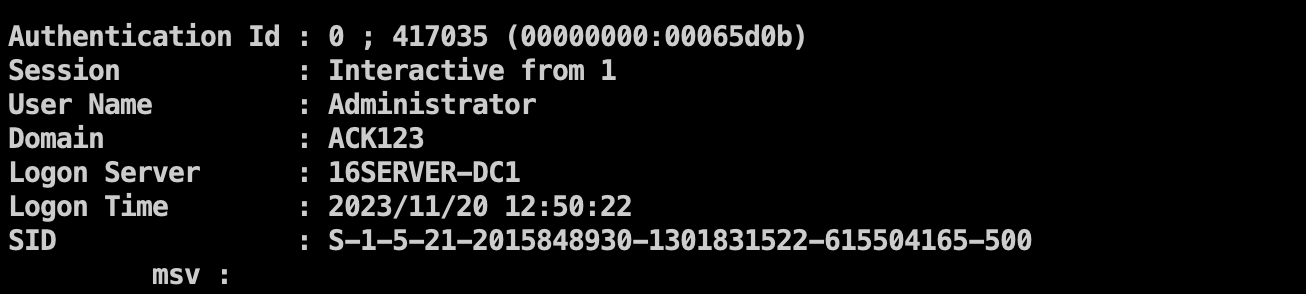 Authentication Id : 0 ; 417035 (00000000:00065d0b)
Session           : Interactive from 1
User Name         : Administrator
Domain            : ACK123
Logon Server      : 16SERVER-DC1
Logon Time        : 2023/11/20 12:50:22
SID               : S-1-5-21-2015848930-1301831522-615504165-500
         msv :